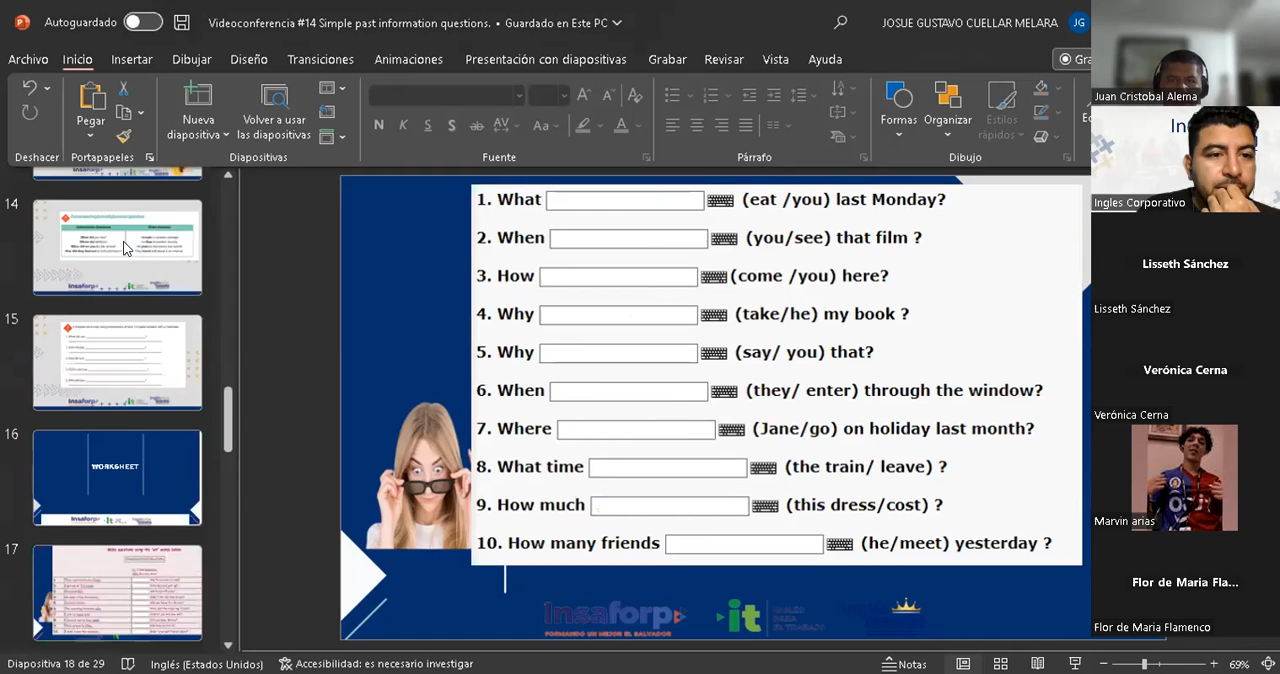 Autoguardado
Videoconferencia #14 Simple past information questions. • Guardado en Este PC
JOSUE GUSTAVO CUELLAR MELARA
JG
Archivo Inicio Insertar Dibujar Diseño Transiciones Animaciones Presentación con diapositivas Grabar Revisar Vista Ayuda
Pegar
Nueva diapositiva
Volver a usar las diapositivas
Formas
Organizar
Estilos rápidos
N K S S ab AV Aa A
Deshacer Portapapeles Diapositivas Fuente Párrafo Dibujo
14
15
16
WORKSHEET
17
1. What (eat /you) last Monday?
2. When (you/see) that film ?
3. How (come /you) here?
4. Why (take/he) my book ?
5. Why (say/ you) that?
6. When (they/ enter) through the window?
7. Where (Jane/go) on holiday last month?
8. What time (the train/ leave) ?
9. How much (this dress/cost) ?
10. How many friends (he/meet) yesterday ?
Insaforp
FORMANDO UN MEJOR EL SALVADOR
it
INGLÉS PARA EL TRABAJO
Juan Cristobal Alema
Ingles Corporativo
Lisseth Sánchez
Lisseth Sánchez
Verónica Cerna
Verónica Cerna
Marvin arias
Flor de Maria Fla...
Flor de Maria Flamenco
Diapositiva 18 de 29
Inglés (Estados Unidos)
Accesibilidad: es necesario investigar
Notas
69%